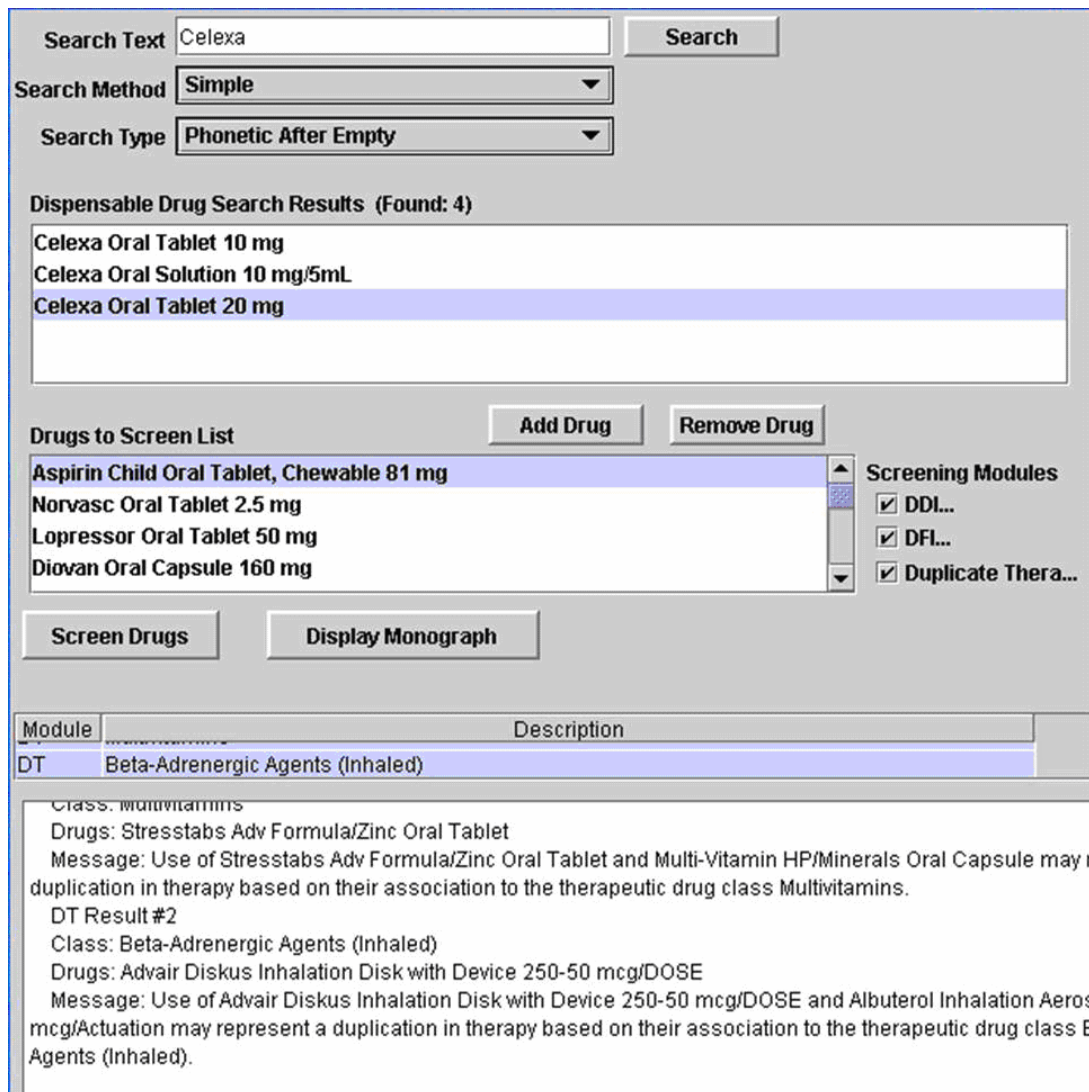 Search Text Celexa Search
Search Method Simple
Search Type Phonetic After Empty
Dispensable Drug Search Results (Found: 4)
Celexa Oral Tablet 10 mg
Celexa Oral Solution 10 mg/5mL
Celexa Oral Tablet 20 mg
Drugs to Screen List Add Drug Remove Drug
Aspirin Child Oral Tablet, Chewable 81 mg
Norvasc Oral Tablet 2.5 mg
Lopressor Oral Tablet 50 mg
Diovan Oral Capsule 160 mg
Screening Modules
DDI...
DFI...
Duplicate Thera...
Screen Drugs Display Monograph
Module Description
DT Beta-Adrenergic Agents (Inhaled)
Class: Multivitamins
Drugs: Stresstabs Adv Formula/Zinc Oral Tablet
Message: Use of Stresstabs Adv Formula/Zinc Oral Tablet and Multi-Vitamin HP/Minerals Oral Capsule may
duplication in therapy based on their association to the therapeutic drug class Multivitamins.
DT Result #2
Class: Beta-Adrenergic Agents (Inhaled)
Drugs: Advair Diskus Inhalation Disk with Device 250-50 mcg/DOSE
Message: Use of Advair Diskus Inhalation Disk with Device 250-50 mcg/DOSE and Albuterol Inhalation Aeros
mcg/Actuation may represent a duplication in therapy based on their association to the therapeutic drug class
Agents (Inhaled).